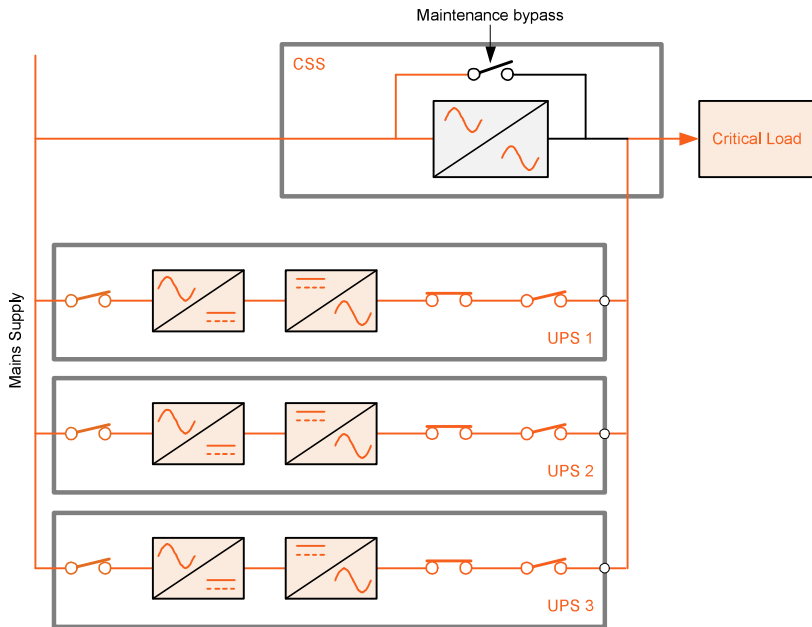 Maintenance bypass
CSS
Critical Load
Mains Supply
UPS 1
UPS 2
UPS 3